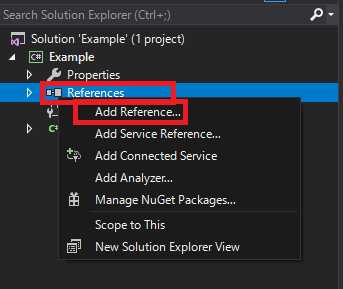 Search Solution Explorer (Ctrl+;)
Solution 'Example' (1 project)
C#
Example
Properties
References
Add Reference...
Add Service Reference...
Add Connected Service
Add Analyzer...
Manage NuGet Packages...
Scope to This
New Solution Explorer View